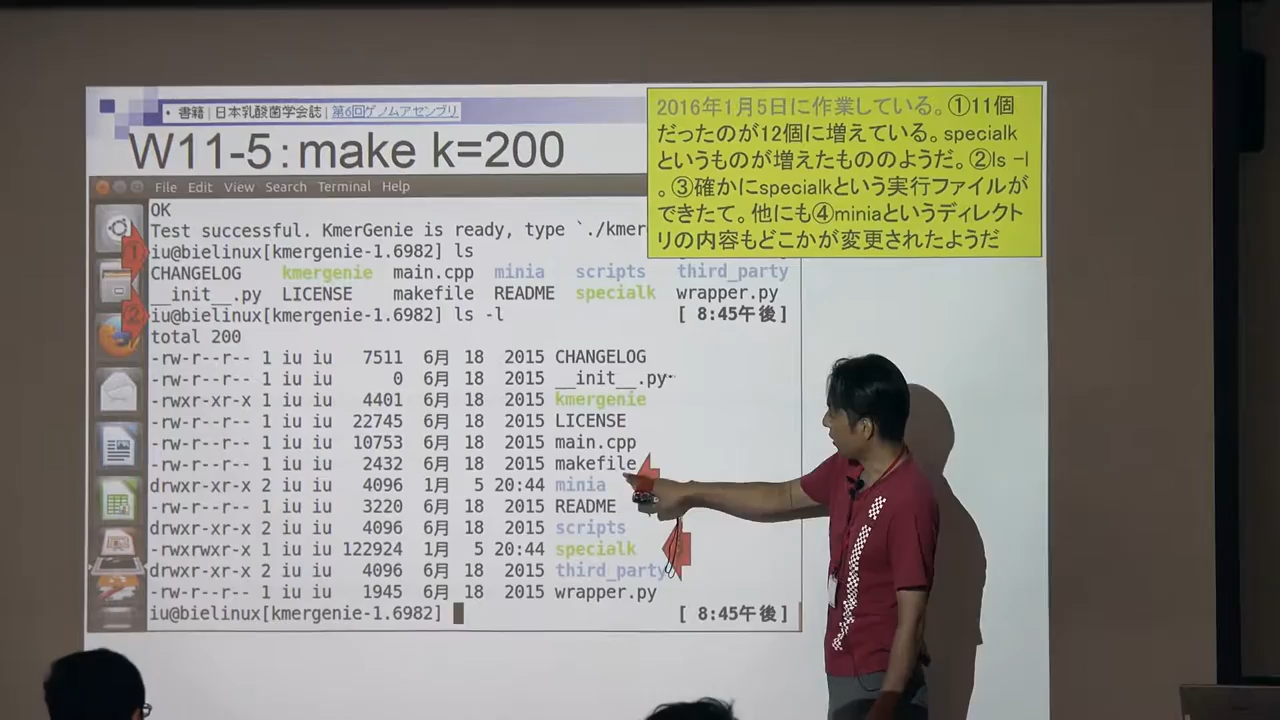 • 書籍 | 日本乳酸菌学会誌 | 第6回ゲノムアセンブリ
W11-5：make k=200
2016年1月5日に作業している。①11個
だったのが12個に増えている。specialk
というものが増えたもののようだ。②ls -l
。③確かにspecialkという実行ファイルが
できたて。他にも④miniaというディレクト
リの内容もどこかが変更されたようだ
File Edit View Search Terminal Help
OK
Test successful. KmerGenie is ready, type `./kmer
iu@bielinux[kmergenie-1.6982] ls
CHANGELOG kmergenie main.cpp minia scripts third_party
__init__.py LICENSE makefile README specialk wrapper.py
iu@bielinux[kmergenie-1.6982] ls -l [ 8:45午後]
total 200
-rw-r--r-- 1 iu iu 7511 6月 18 2015 CHANGELOG
-rw-r--r-- 1 iu iu 0 6月 18 2015 __init__.py
-rwxr-xr-x 1 iu iu 4401 6月 18 2015 kmergenie
-rw-r--r-- 1 iu iu 22745 6月 18 2015 LICENSE
-rw-r--r-- 1 iu iu 10753 6月 18 2015 main.cpp
-rw-r--r-- 1 iu iu 2432 6月 18 2015 makefile
drwxr-xr-x 2 iu iu 4096 1月 5 20:44 minia
-rw-r--r-- 1 iu iu 3220 6月 18 2015 README
drwxr-xr-x 2 iu iu 4096 6月 18 2015 scripts
-rwxrwxr-x 1 iu iu 122924 1月 5 20:44 specialk
drwxr-xr-x 2 iu iu 4096 6月 18 2015 third_party
-rw-r--r-- 1 iu iu 1945 6月 18 2015 wrapper.py
iu@bielinux[kmergenie-1.6982] [ 8:45午後]
①
②